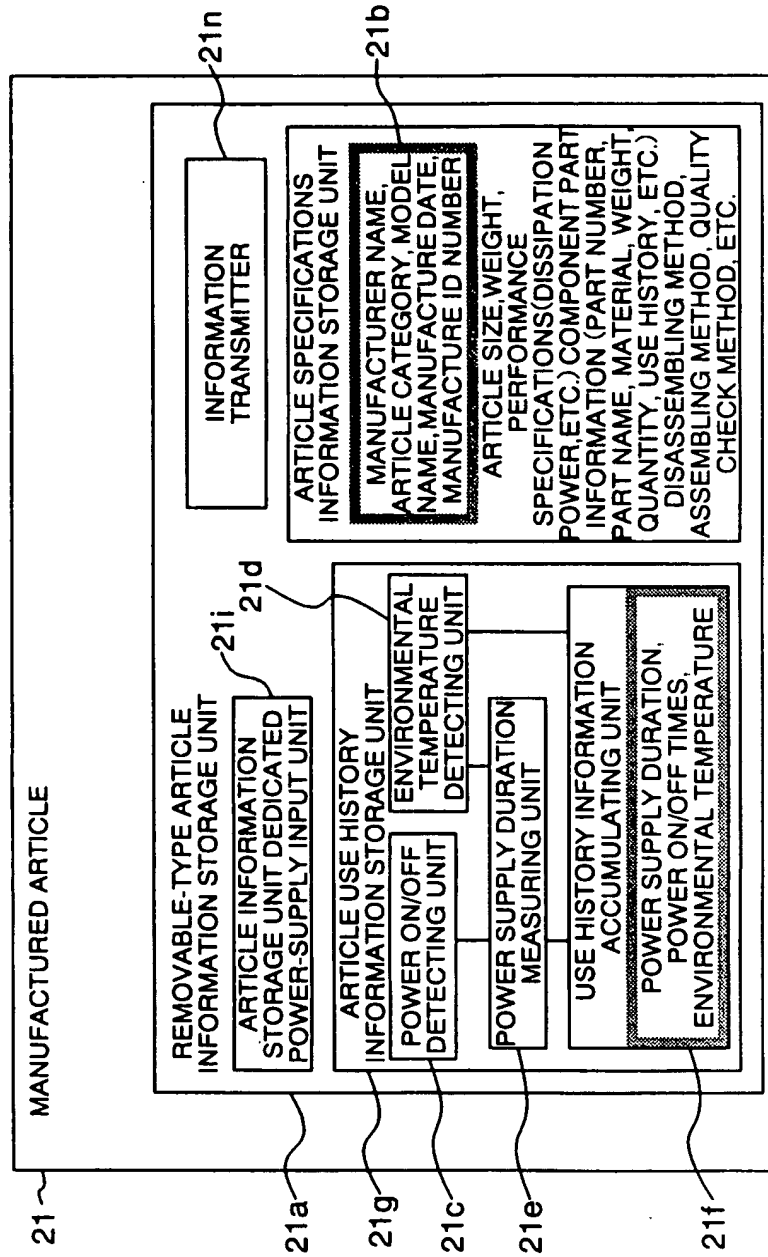 21
MANUFACTURED ARTICLE
21a
REMOVABLE-TYPE ARTICLE
INFORMATION STORAGE UNIT
21i
ARTICLE INFORMATION
STORAGE UNIT DEDICATED
POWER-SUPPLY INPUT UNIT
INFORMATION
TRANSMITTER
21n
21g
ARTICLE USE HISTORY
INFORMATION STORAGE UNIT
21d
21c
POWER ON/OFF
DETECTING UNIT
ENVIRONMENTAL
TEMPERATURE
DETECTING UNIT
21e
POWER SUPPLY DURATION
MEASURING UNIT
USE HISTORY INFORMATION
ACCUMULATING UNIT
21f
POWER SUPPLY DURATION,
POWER ON/OFF TIMES,
ENVIRONMENTAL TEMPERATURE
ARTICLE SPECIFICATIONS
INFORMATION STORAGE UNIT
21b
MANUFACTURER NAME,
ARTICLE CATEGORY, MODEL
NAME, MANUFACTURE DATE,
MANUFACTURE ID NUMBER
ARTICLE SIZE, WEIGHT,
PERFORMANCE
SPECIFICATIONS(DISSIPATION
POWER, ETC.) COMPONENT PART
INFORMATION (PART NUMBER,
PART NAME, MATERIAL, WEIGHT,
QUANTITY, USE HISTORY, ETC.)
DISASSEMBLING METHOD,
ASSEMBLING METHOD, QUALITY
CHECK METHOD, ETC.